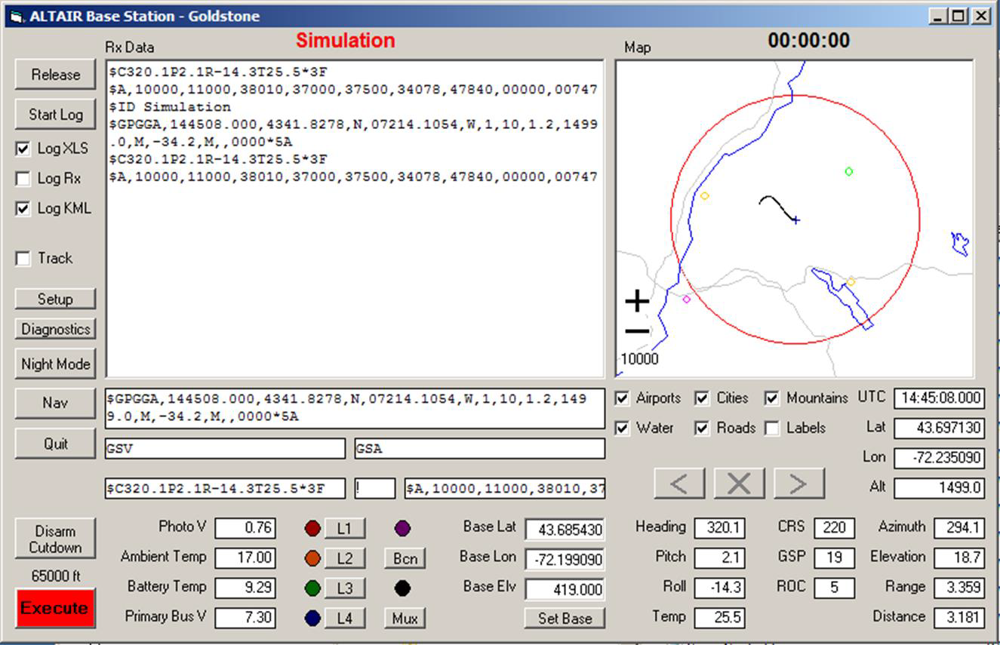 ALTAIR Base Station - Goldstone
Rx Data
Simulation
Map
00:00:00
Release
Start Log
Log XLS
Log Rx
Log KML
Track
Setup
Diagnostics
Night Mode
Nav
Quit
$C320.1P2.1R-14.3T25.5*3F
$A,10000,11000,38010,37000,37500,34078,47840,00000,00747
$ID Simulation
$GPGGA,144508.000,4341.8278,N,07214.1054,W,1,10,1.2,1499
.0,M,-34.2,M,,0000*5A
$C320.1P2.1R-14.3T25.5*3F
$A,10000,11000,38010,37000,37500,34078,47840,00000,00747
+
−
10000
$GPGGA,144508.000,4341.8278,N,07214.1054,W,1,10,1.2,149
9.0,M,-34.2,M,,0000*5A
GSV
GSA
$C320.1P2.1R-14.3T25.5*3F
!
$A,10000,11000,38010,37
Airports
Cities
Mountains
Water
Roads
Labels
UTC 14:45:08.000
Lat 43.697130
Lon -72.235090
Alt 1499.0
< X >
Disarm
Cutdown
65000 ft
Execute
Photo V 0.76
Ambient Temp 17.00
Battery Temp 9.29
Primary Bus V 7.30
L1
L2
L3
L4
Bcn
Mux
Base Lat 43.685430
Base Lon -72.199090
Base Elv 419.000
Set Base
Heading 320.1
Pitch 2.1
Roll -14.3
Temp 25.5
CRS 220
GSP 19
ROC 5
Azimuth 294.1
Elevation 18.7
Range 3.359
Distance 3.181